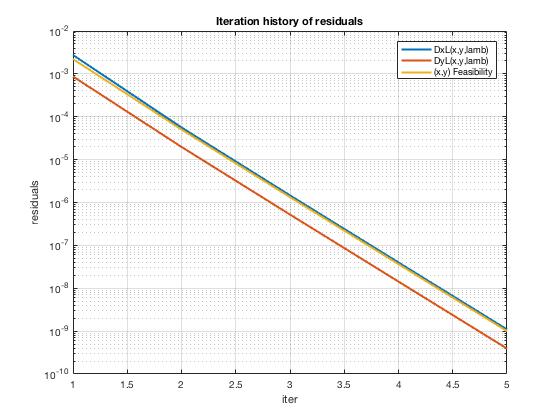 Iteration history of residuals
10^-2
10^-3
10^-4
10^-5
10^-6
10^-7
10^-8
10^-9
10^-10
residuals
1 1.5 2 2.5 3 3.5 4 4.5 5
iter
DxL(x,y,lamb)
DyL(x,y,lamb)
(x,y) Feasibility